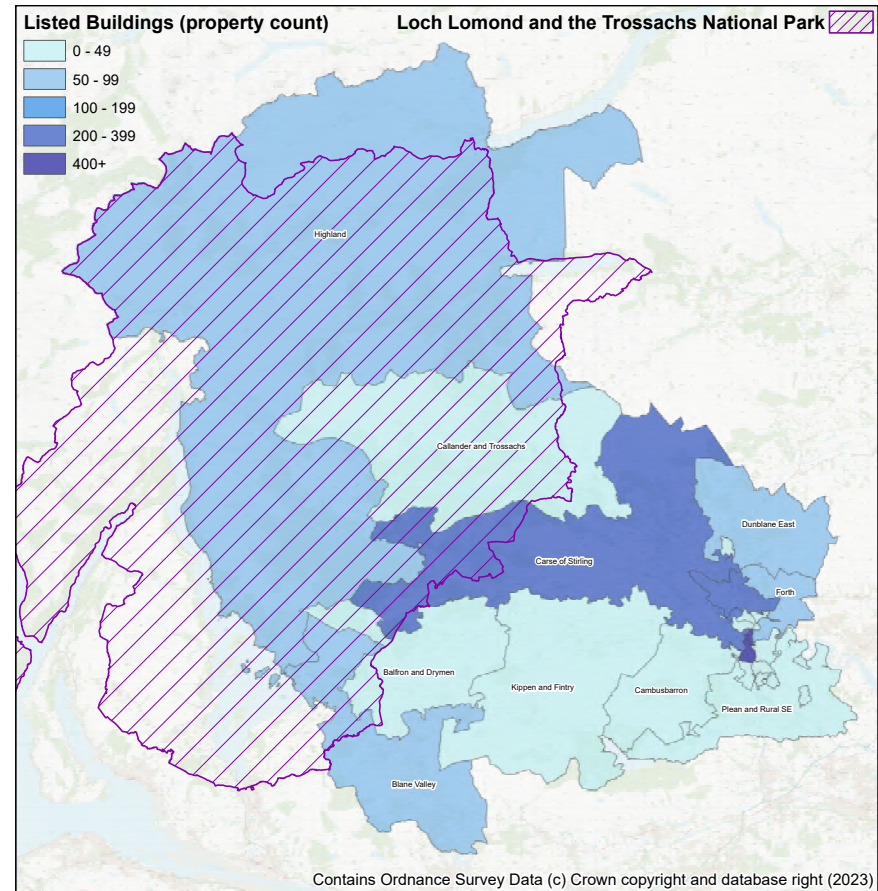 Listed Buildings (property count)
Loch Lomond and the Trossachs National Park
0 - 49
50 - 99
100 - 199
200 - 399
400+
Highland
Callander and Trossachs
Dunblane East
Carse of Stirling
Forth
Balfron and Drymen
Kippen and Fintry
Cambusbarron
Plean and Rural SE
Blane Valley
Contains Ordnance Survey Data (c) Crown copyright and database right (2023)